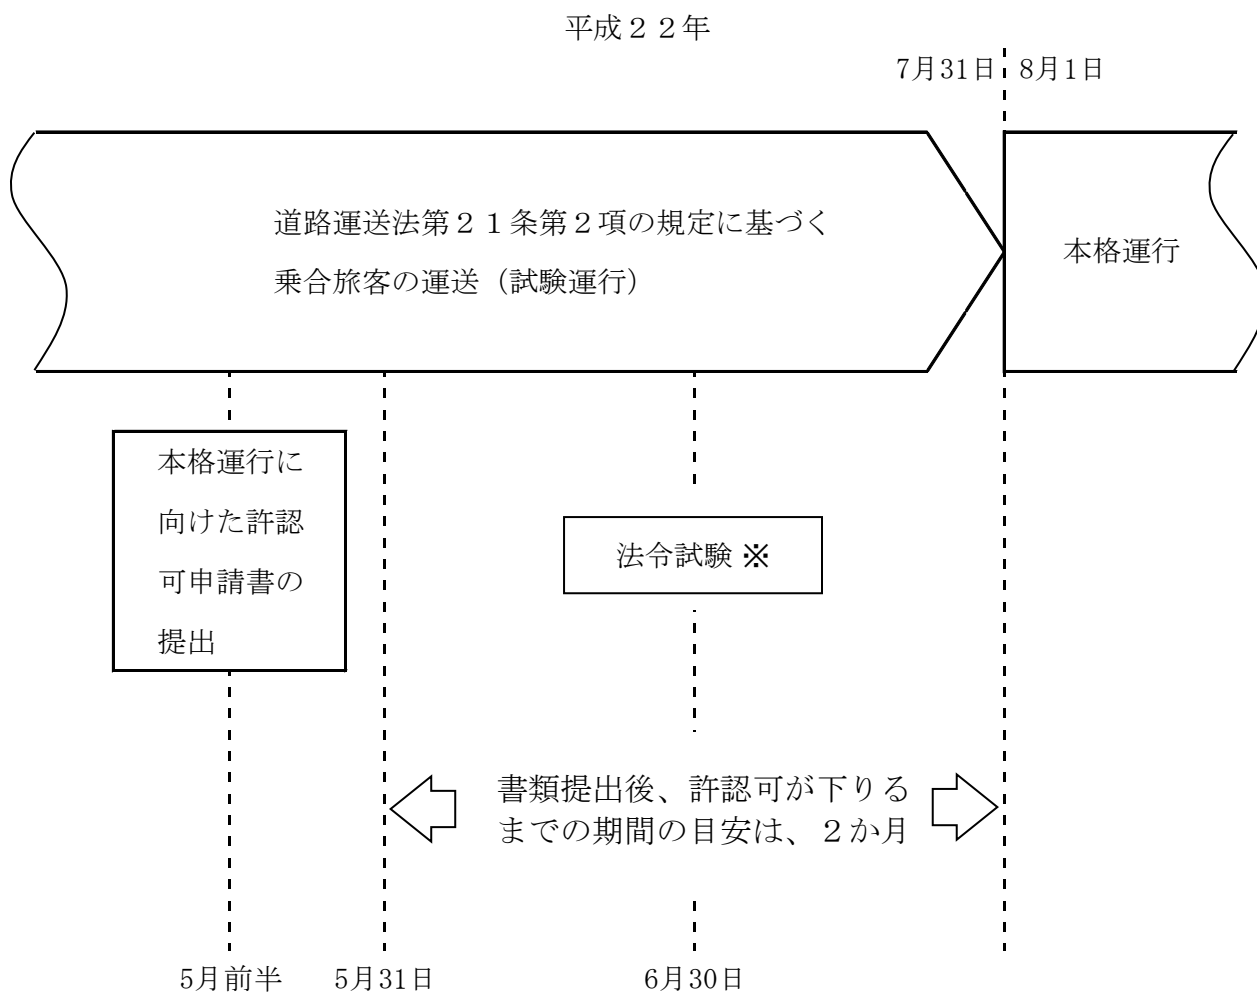 平成２２年
7月31日 8月1日
道路運送法第２１条第２項の規定に基づく
乗合旅客の運送（試験運行）
本格運行
本格運行に
向けた許認
可申請書の
提出
法令試験 ※
書類提出後、許認可が下りる
までの期間の目安は、２か月
5月前半 5月31日 6月30日